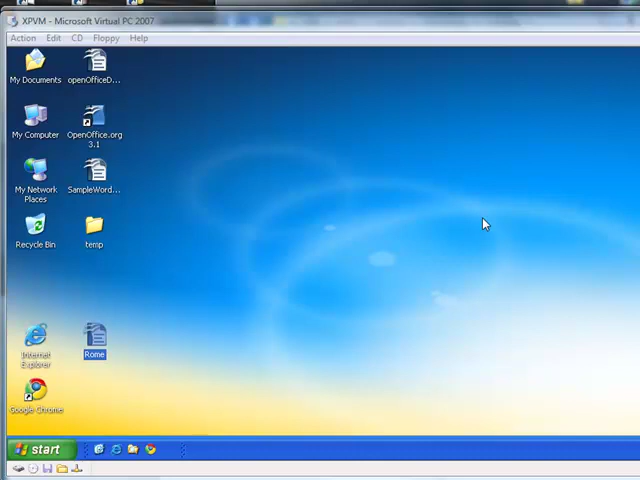 XPVM - Microsoft Virtual PC 2007
Action Edit CD Floppy Help
My Documents
openOfficeD...
My Computer
OpenOffice.org
3.1
My Network
Places
SampleWord...
Recycle Bin
temp
Internet
Explorer
Rome
Google Chrome
start